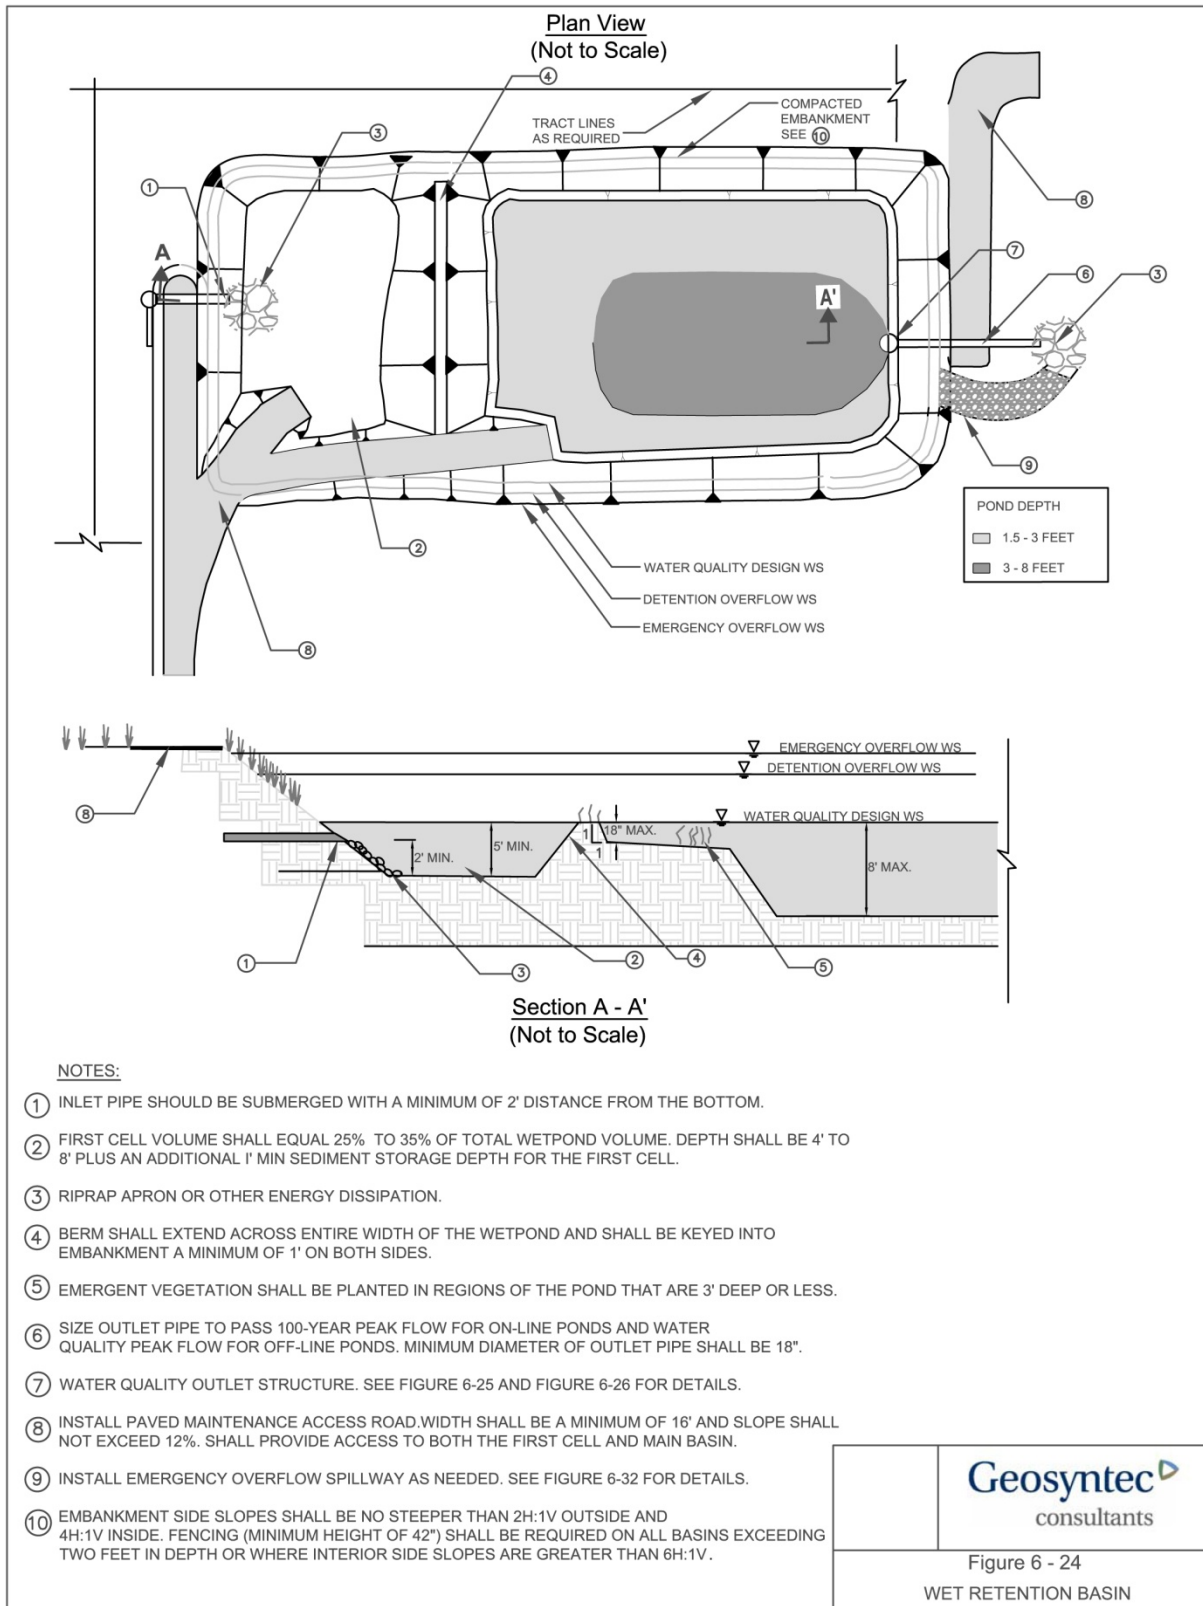 Plan View
(Not to Scale)
4
3
TRACT LINES
AS REQUIRED
COMPACTED
EMBANKMENT
SEE 10
1
8
A
7
6
3
A'
9
POND DEPTH
1.5 - 3 FEET
3 - 8 FEET
2
WATER QUALITY DESIGN WS
DETENTION OVERFLOW WS
EMERGENCY OVERFLOW WS
8
EMERGENCY OVERFLOW WS
DETENTION OVERFLOW WS
WATER QUALITY DESIGN WS
8
2' MIN.
5' MIN.
1
1
18" MAX.
8' MAX.
1
3
2
4
5
Section A - A'
(Not to Scale)
NOTES:
1 INLET PIPE SHOULD BE SUBMERGED WITH A MINIMUM OF 2' DISTANCE FROM THE BOTTOM.
2 FIRST CELL VOLUME SHALL EQUAL 25% TO 35% OF TOTAL WETPOND VOLUME. DEPTH SHALL BE 4' TO
8' PLUS AN ADDITIONAL I' MIN SEDIMENT STORAGE DEPTH FOR THE FIRST CELL.
3 RIPRAP APRON OR OTHER ENERGY DISSIPATION.
4 BERM SHALL EXTEND ACROSS ENTIRE WIDTH OF THE WETPOND AND SHALL BE KEYED INTO
EMBANKMENT A MINIMUM OF 1' ON BOTH SIDES.
5 EMERGENT VEGETATION SHALL BE PLANTED IN REGIONS OF THE POND THAT ARE 3' DEEP OR LESS.
6 SIZE OUTLET PIPE TO PASS 100-YEAR PEAK FLOW FOR ON-LINE PONDS AND WATER
QUALITY PEAK FLOW FOR OFF-LINE PONDS. MINIMUM DIAMETER OF OUTLET PIPE SHALL BE 18".
7 WATER QUALITY OUTLET STRUCTURE. SEE FIGURE 6-25 AND FIGURE 6-26 FOR DETAILS.
8 INSTALL PAVED MAINTENANCE ACCESS ROAD.WIDTH SHALL BE A MINIMUM OF 16' AND SLOPE SHALL
NOT EXCEED 12%. SHALL PROVIDE ACCESS TO BOTH THE FIRST CELL AND MAIN BASIN.
9 INSTALL EMERGENCY OVERFLOW SPILLWAY AS NEEDED. SEE FIGURE 6-32 FOR DETAILS.
10 EMBANKMENT SIDE SLOPES SHALL BE NO STEEPER THAN 2H:1V OUTSIDE AND
4H:1V INSIDE. FENCING (MINIMUM HEIGHT OF 42") SHALL BE REQUIRED ON ALL BASINS EXCEEDING
TWO FEET IN DEPTH OR WHERE INTERIOR SIDE SLOPES ARE GREATER THAN 6H:1V.
Geosyntec
consultants
Figure 6 - 24
WET RETENTION BASIN